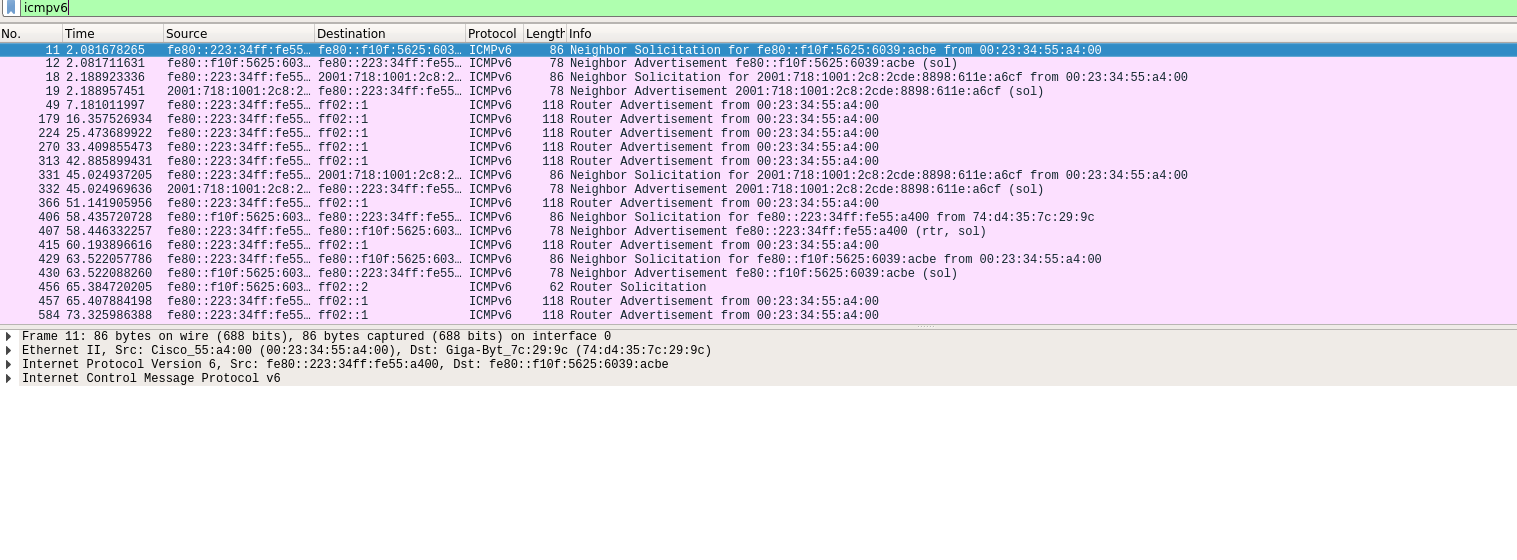 icmpv6
No. Time Source Destination Protocol Length Info
11 2.081678265 fe80::223:34ff:fe55… fe80::f10f:5625:603… ICMPv6 86 Neighbor Solicitation for fe80::f10f:5625:6039:acbe from 00:23:34:55:a4:00
12 2.081711631 fe80::f10f:5625:603… fe80::223:34ff:fe55… ICMPv6 78 Neighbor Advertisement fe80::f10f:5625:6039:acbe (sol)
18 2.188923336 fe80::223:34ff:fe55… 2001:718:1001:2c8:2… ICMPv6 86 Neighbor Solicitation for 2001:718:1001:2c8:2cde:8898:611e:a6cf from 00:23:34:55:a4:00
19 2.188957451 2001:718:1001:2c8:2… fe80::223:34ff:fe55… ICMPv6 78 Neighbor Advertisement 2001:718:1001:2c8:2cde:8898:611e:a6cf (sol)
49 7.181011997 fe80::223:34ff:fe55… ff02::1 ICMPv6 118 Router Advertisement from 00:23:34:55:a4:00
179 16.357526934 fe80::223:34ff:fe55… ff02::1 ICMPv6 118 Router Advertisement from 00:23:34:55:a4:00
224 25.473689922 fe80::223:34ff:fe55… ff02::1 ICMPv6 118 Router Advertisement from 00:23:34:55:a4:00
270 33.409855473 fe80::223:34ff:fe55… ff02::1 ICMPv6 118 Router Advertisement from 00:23:34:55:a4:00
313 42.885899431 fe80::223:34ff:fe55… ff02::1 ICMPv6 118 Router Advertisement from 00:23:34:55:a4:00
331 45.024937205 fe80::223:34ff:fe55… 2001:718:1001:2c8:2… ICMPv6 86 Neighbor Solicitation for 2001:718:1001:2c8:2cde:8898:611e:a6cf from 00:23:34:55:a4:00
332 45.024969636 2001:718:1001:2c8:2… fe80::223:34ff:fe55… ICMPv6 78 Neighbor Advertisement 2001:718:1001:2c8:2cde:8898:611e:a6cf (sol)
366 51.141905956 fe80::223:34ff:fe55… ff02::1 ICMPv6 118 Router Advertisement from 00:23:34:55:a4:00
406 58.435720728 fe80::f10f:5625:603… fe80::223:34ff:fe55… ICMPv6 86 Neighbor Solicitation for fe80::223:34ff:fe55:a400 from 74:d4:35:7c:29:9c
407 58.446332257 fe80::223:34ff:fe55… fe80::f10f:5625:603… ICMPv6 78 Neighbor Advertisement fe80::223:34ff:fe55:a400 (rtr, sol)
415 60.193896616 fe80::223:34ff:fe55… ff02::1 ICMPv6 118 Router Advertisement from 00:23:34:55:a4:00
429 63.522057786 fe80::223:34ff:fe55… fe80::f10f:5625:603… ICMPv6 86 Neighbor Solicitation for fe80::f10f:5625:6039:acbe from 00:23:34:55:a4:00
430 63.522088260 fe80::f10f:5625:603… fe80::223:34ff:fe55… ICMPv6 78 Neighbor Advertisement fe80::f10f:5625:6039:acbe (sol)
456 65.384720205 fe80::f10f:5625:603… ff02::2 ICMPv6 62 Router Solicitation
457 65.407884198 fe80::223:34ff:fe55… ff02::1 ICMPv6 118 Router Advertisement from 00:23:34:55:a4:00
584 73.325986388 fe80::223:34ff:fe55… ff02::1 ICMPv6 118 Router Advertisement from 00:23:34:55:a4:00
Frame 11: 86 bytes on wire (688 bits), 86 bytes captured (688 bits) on interface 0
Ethernet II, Src: Cisco_55:a4:00 (00:23:34:55:a4:00), Dst: Giga-Byt_7c:29:9c (74:d4:35:7c:29:9c)
Internet Protocol Version 6, Src: fe80::223:34ff:fe55:a400, Dst: fe80::f10f:5625:6039:acbe
Internet Control Message Protocol v6